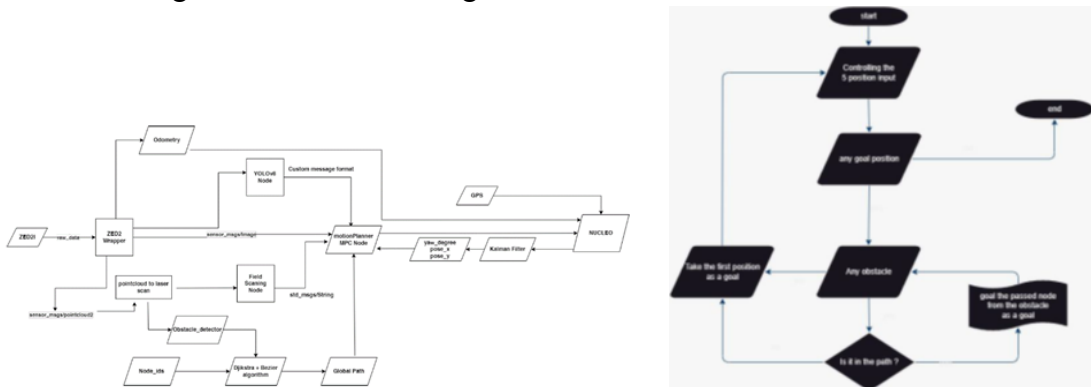 start
Controlling the
5 position input
end
any goal position
Take the first position
as a goal
Any obstacle
goal the passed node
from the obstacle
as a goal
Is it in the path ?
Odometry
YOLOv6
Node
Custom message format
GPS
ZED2i
raw_data
ZED2
Wrapper
sensor_msgs/Image
motionPlanner
MPC Node
yaw_degree
pose_x
pose_y
Kalman Filter
NUCLEO
pointcloud to laser
scan
Field
Scaning
Node
std_msgs/String
sensor_msgs/pointcloud2
Obstacle_detector
Node_ids
Djikstra + Bezier
algorithm
Global Path